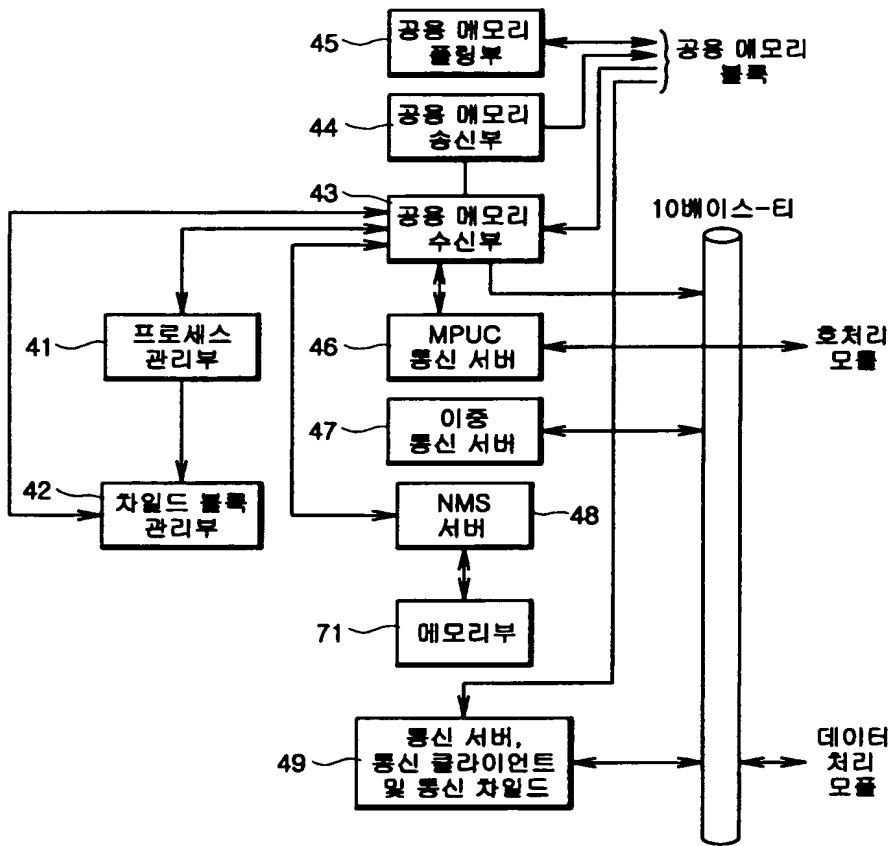 45
공용 메모리
폴링부
공용 메모리
블록
44
공용 메모리
송신부
43
공용 메모리
수신부
10베이스-티
41
프로세스
관리부
46
MPUC
통신 서버
호처리
모듈
47
이중
통신 서버
42
차일드 블록
관리부
NMS
서버
48
71
메모리부
49
통신 서버,
통신 클라이언트
및 통신 차일드
데이터
처리
모듈